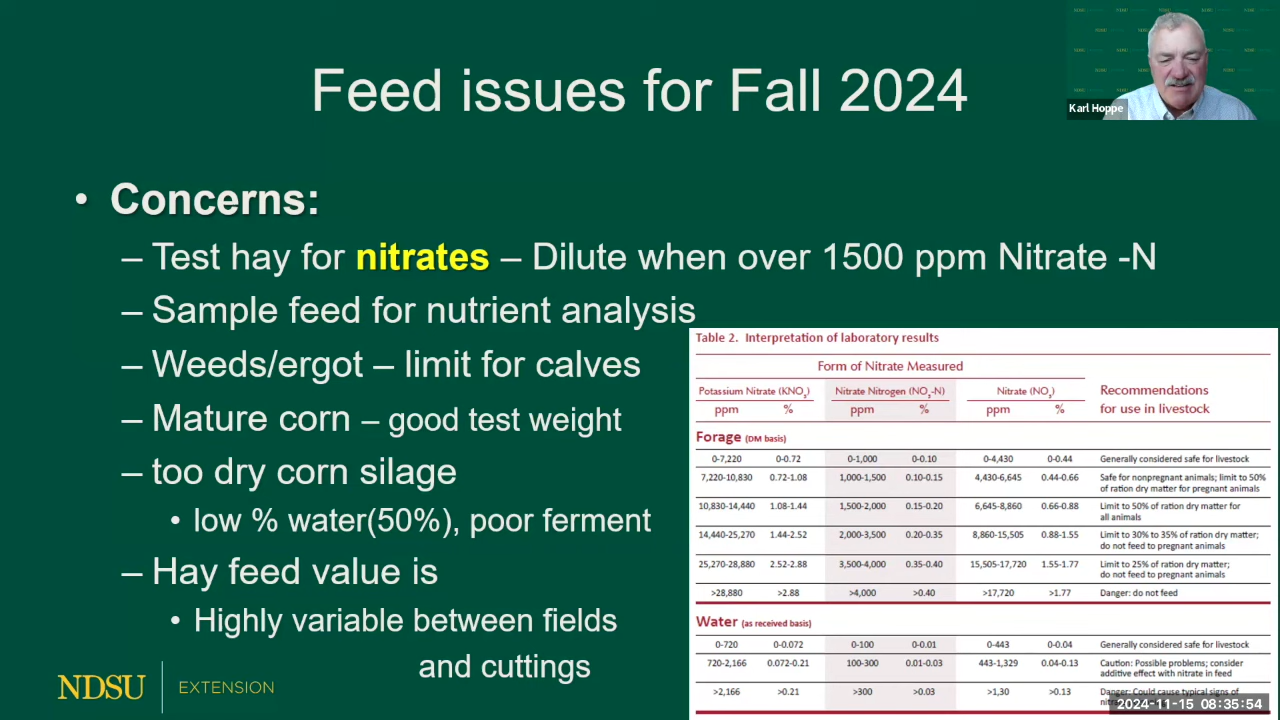 Feed issues for Fall 2024
Karl Hoppe
• Concerns:
– Test hay for nitrates – Dilute when over 1500 ppm Nitrate -N
– Sample feed for nutrient analysis
– Weeds/ergot – limit for calves
– Mature corn – good test weight
– too dry corn silage
• low % water(50%), poor ferment
– Hay feed value is
• Highly variable between fields
and cuttings
NDSU | EXTENSION
Table 2. Interpretation of laboratory results
Form of Nitrate Measured
Potassium Nitrate (KNO3) Nitrate Nitrogen (NO3-N) Nitrate (NO3) Recommendations
ppm % ppm % ppm % for use in livestock
Forage (DM basis)
0-7,220 0-0.72 0-1,000 0-0.10 0-4,430 0-0.44 Generally considered safe for livestock
7,220-10,830 0.72-1.08 1,000-1,500 0.10-0.15 4,430-6,645 0.44-0.66 Safe for nonpregnant animals; limit to 50%
of ration dry matter for pregnant animals
10,830-14,440 1.08-1.44 1,500-2,000 0.15-0.20 6,645-8,860 0.66-0.88 Limit to 50% of ration dry matter for
all animals
14,440-25,270 1.44-2.52 2,000-3,500 0.20-0.35 8,860-15,505 0.88-1.55 Limit to 30% to 35% of ration dry matter;
do not feed to pregnant animals
25,270-28,880 2.52-2.88 3,500-4,000 0.35-0.40 15,505-17,720 1.55-1.77 Limit to 25% of ration dry matter;
do not feed to pregnant animals
>28,880 >2.88 >4,000 >0.40 >17,720 >1.77 Danger: do not feed
Water (as received basis)
0-720 0-0.072 0-100 0-0.01 0-443 0-0.04 Generally considered safe for livestock
720-2,166 0.072-0.21 100-300 0.01-0.03 443-1,329 0.04-0.13 Caution: Possible problems; consider
additive effect with nitrate in feed
>2,166 >0.21 >300 >0.03 >1,30 >0.13 Danger: Could cause typical signs of
2024-11-15 08:35:54